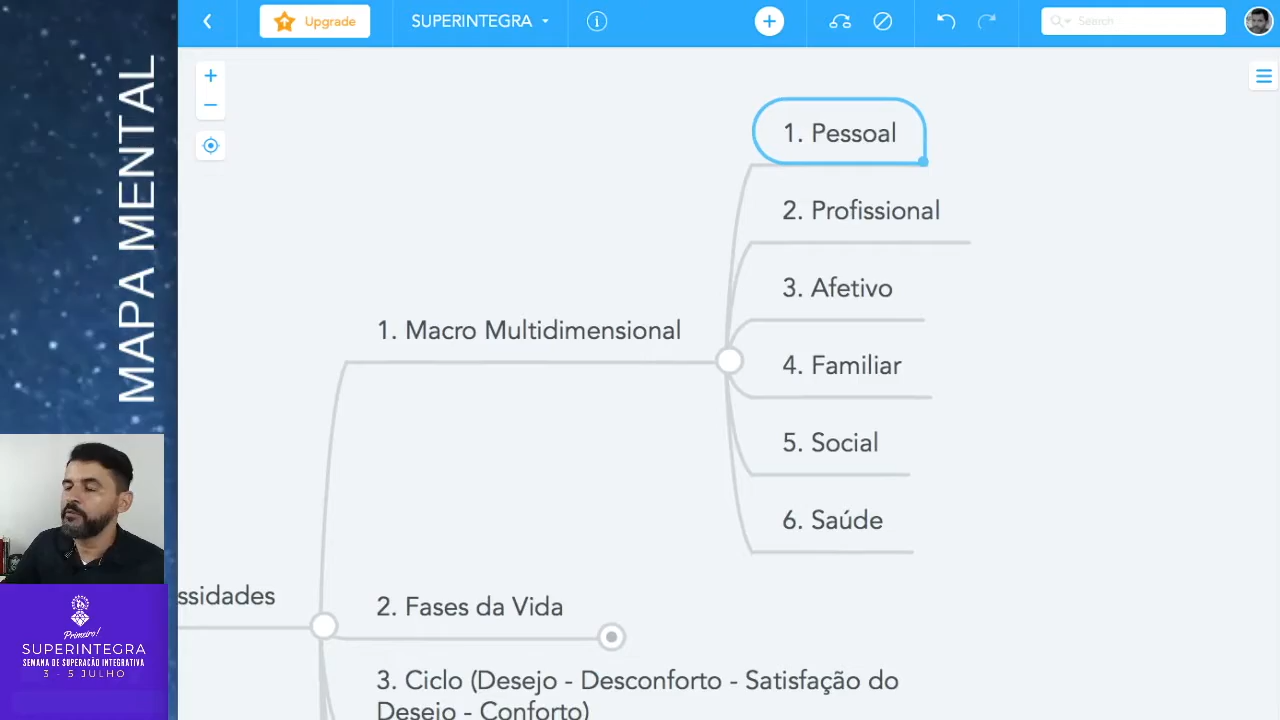 Upgrade
SUPERINTEGRA
Search
MAPA MENTAL
1. Pessoal
2. Profissional
3. Afetivo
1. Macro Multidimensional
4. Familiar
5. Social
6. Saúde
ssidades
2. Fases da Vida
3. Ciclo (Desejo - Desconforto - Satisfação do
Desejo - Conforto)
Primeiro!
SUPERINTEGRA
SEMANA DE SUPERAÇÃO INTEGRATIVA
3 - 5 JULHO